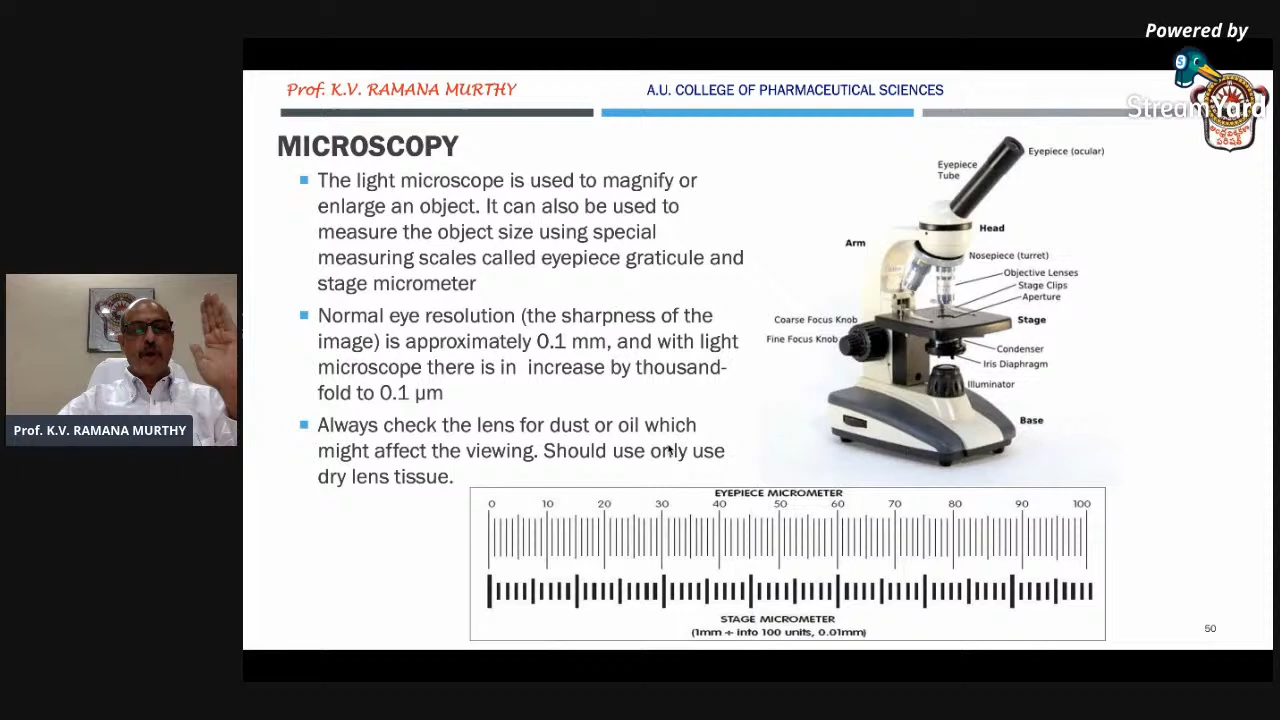 Powered by
StreamYard
Prof. K.V. RAMANA MURTHY
A.U. COLLEGE OF PHARMACEUTICAL SCIENCES
MICROSCOPY
The light microscope is used to magnify or
enlarge an object. It can also be used to
measure the object size using special
measuring scales called eyepiece graticule and
stage micrometer
Normal eye resolution (the sharpness of the
image) is approximately 0.1 mm, and with light
microscope there is in increase by thousand-
fold to 0.1 µm
Always check the lens for dust or oil which
might affect the viewing. Should use only use
dry lens tissue.
Eyepiece (ocular)
Eyepiece
Tube
Head
Arm
Nosepiece (turret)
Objective Lenses
Stage Clips
Aperture
Coarse Focus Knob
Stage
Fine Focus Knob
Condenser
Iris Diaphragm
Illuminator
Base
EYEPIECE MICROMETER
0 10 20 30 40 50 60 70 80 90 100
STAGE MICROMETER
(1mm ÷ into 100 units, 0.01mm)
50
Prof. K.V. RAMANA MURTHY